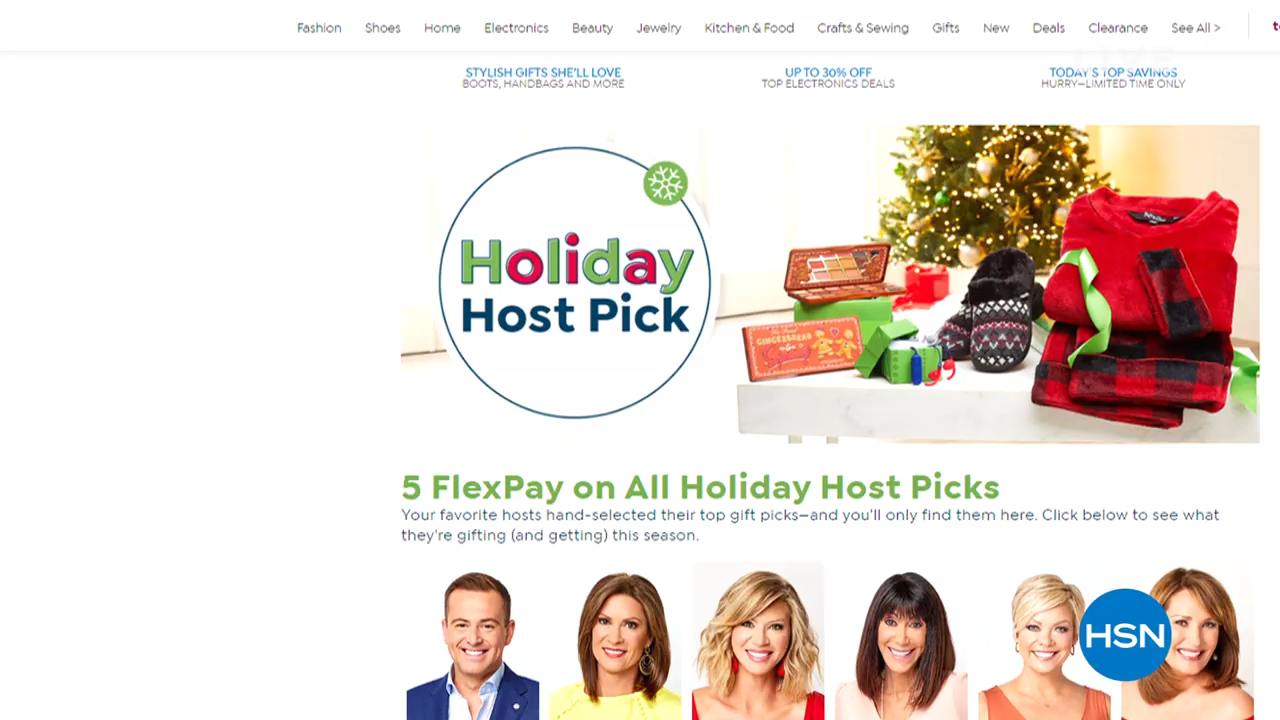 Fashion Shoes Home Electronics Beauty Jewelry Kitchen & Food Crafts & Sewing Gifts New Deals Clearance See All >
LIVE
STYLISH GIFTS SHE'LL LOVE
BOOTS, HANDBAGS AND MORE
UP TO 30% OFF
TOP ELECTRONICS DEALS
TODAY'S TOP SAVINGS
HURRY—LIMITED TIME ONLY
Holiday
Host Pick
GINGERBREAD
5 FlexPay on All Holiday Host Picks
Your favorite hosts hand-selected their top gift picks—and you'll only find them here. Click below to see what
they're gifting (and getting) this season.
HSN